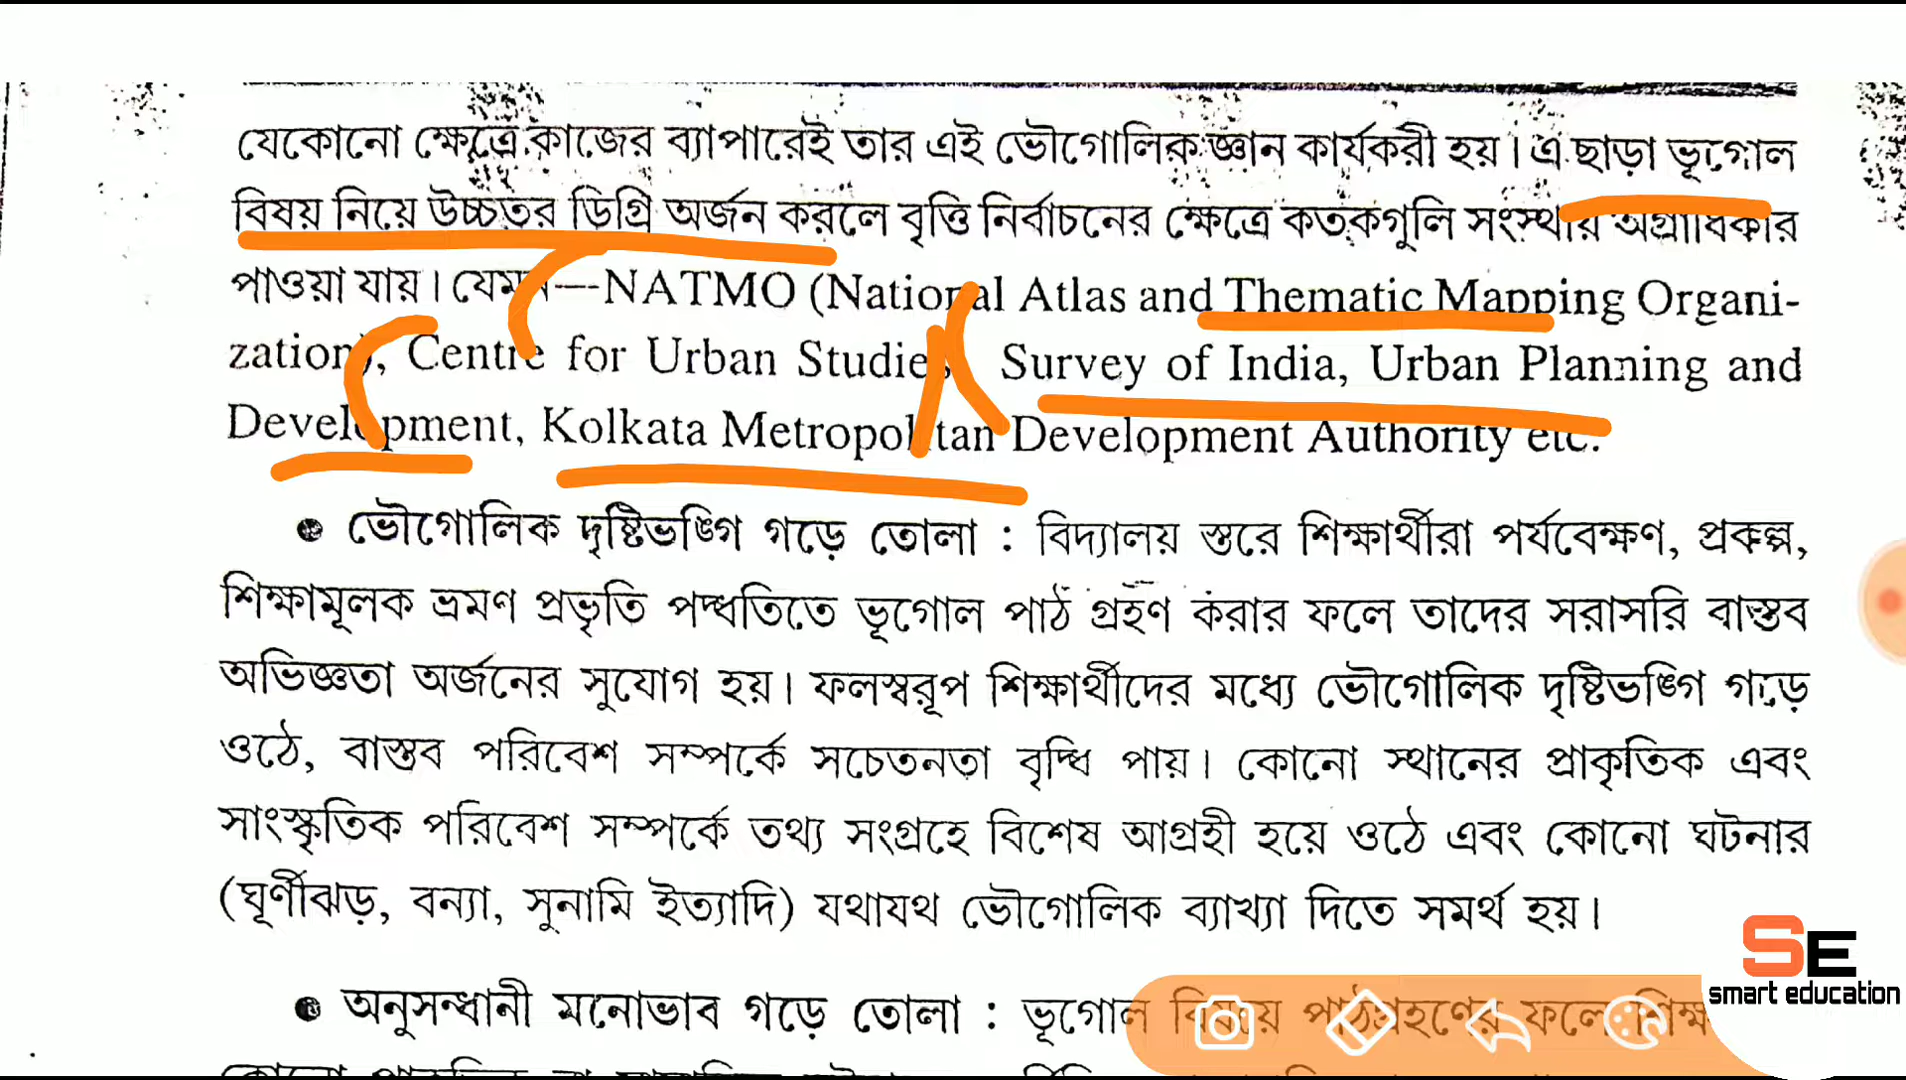 যেকোনো ক্ষেত্রে কাজের ব্যাপারেই তার এই ভৌগোলিক জ্ঞান কার্যকরী হয়। এ ছাড়া ভূগোল
বিষয় নিয়ে উচ্চতর ডিগ্রি অর্জন করলে বৃত্তি নির্বাচনের ক্ষেত্রে কতকগুলি সংস্থার অগ্রাধিকার
পাওয়া যায়। যেমন—NATMO (National Atlas and Thematic Mapping Organi-
zation), Centre for Urban Studies, Survey of India, Urban Planning and
Development, Kolkata Metropolitan Development Authority etc.
● ভৌগোলিক দৃষ্টিভঙ্গি গড়ে তোলা : বিদ্যালয় স্তরে শিক্ষার্থীরা পর্যবেক্ষণ, প্রকল্প,
শিক্ষামূলক ভ্রমণ প্রভৃতি পদ্ধতিতে ভূগোল পাঠ গ্রহণ করার ফলে তাদের সরাসরি বাস্তব
অভিজ্ঞতা অর্জনের সুযোগ হয়। ফলস্বরূপ শিক্ষার্থীদের মধ্যে ভৌগোলিক দৃষ্টিভঙ্গি গড়ে
ওঠে, বাস্তব পরিবেশ সম্পর্কে সচেতনতা বৃদ্ধি পায়। কোনো স্থানের প্রাকৃতিক এবং
সাংস্কৃতিক পরিবেশ সম্পর্কে তথ্য সংগ্রহে বিশেষ আগ্রহী হয়ে ওঠে এবং কোনো ঘটনার
(ঘূর্ণীঝড়, বন্যা, সুনামি ইত্যাদি) যথাযথ ভৌগোলিক ব্যাখ্যা দিতে সমর্থ হয়।
● অনুসন্ধানী মনোভাব গড়ে তোলা : ভূগোল বিষয় পাঠগ্রহণের ফলে
SE
smart education